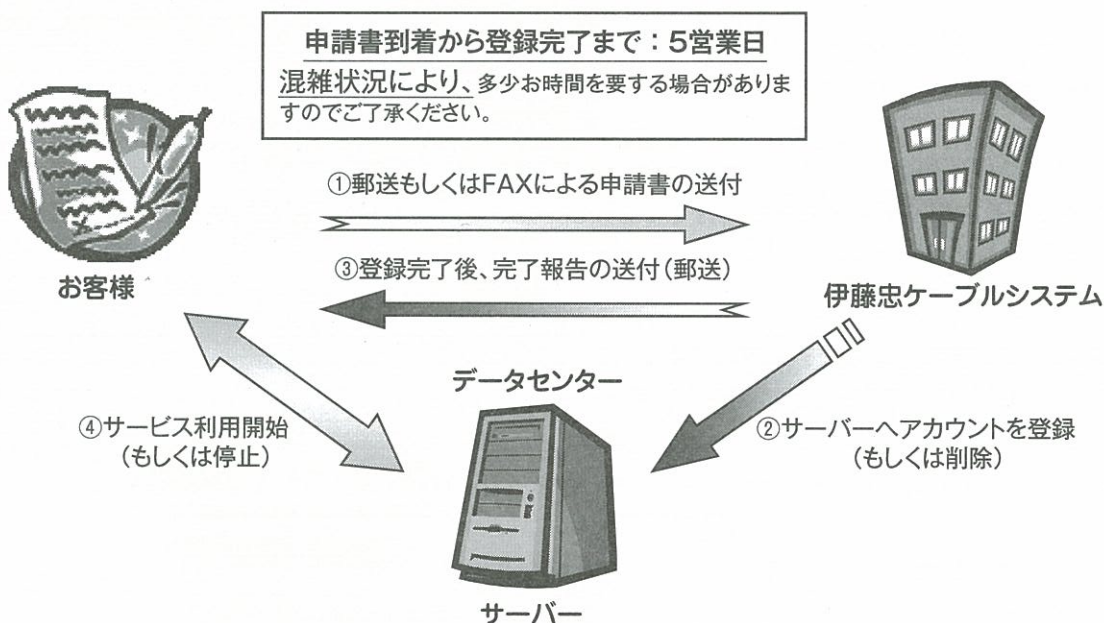 申請書到着から登録完了まで：5営業日
混雑状況により、多少お時間を要する場合がありま
すのでご了承ください。
①郵送もしくはFAXによる申請書の送付
③登録完了後、完了報告の送付（郵送）
お客様
伊藤忠ケーブルシステム
データセンター
④サービス利用開始
（もしくは停止）
②サーバーへアカウントを登録
（もしくは削除）
サーバー